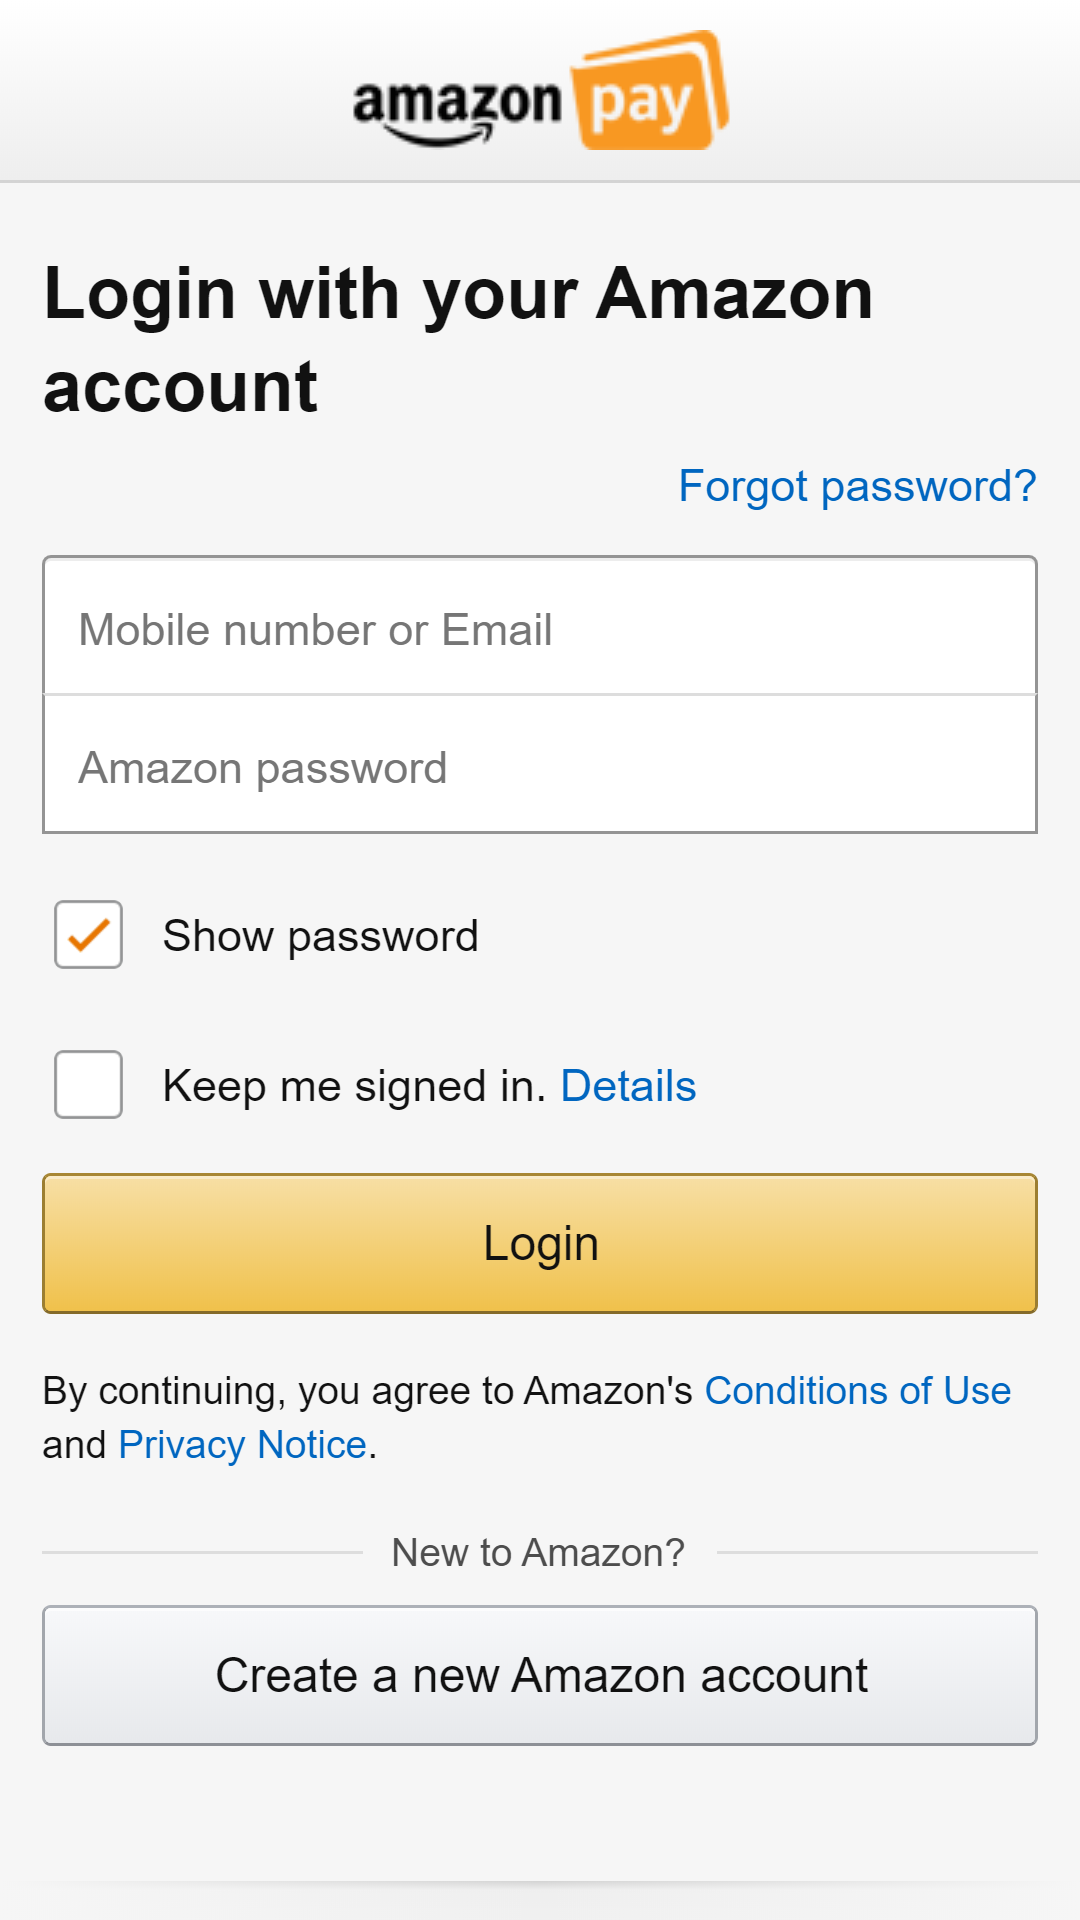 amazon pay
Login with your Amazon
account
Forgot password?
Mobile number or Email
Amazon password
Show password
Keep me signed in. Details
Login
By continuing, you agree to Amazon's Conditions of Use
and Privacy Notice.
New to Amazon?
Create a new Amazon account